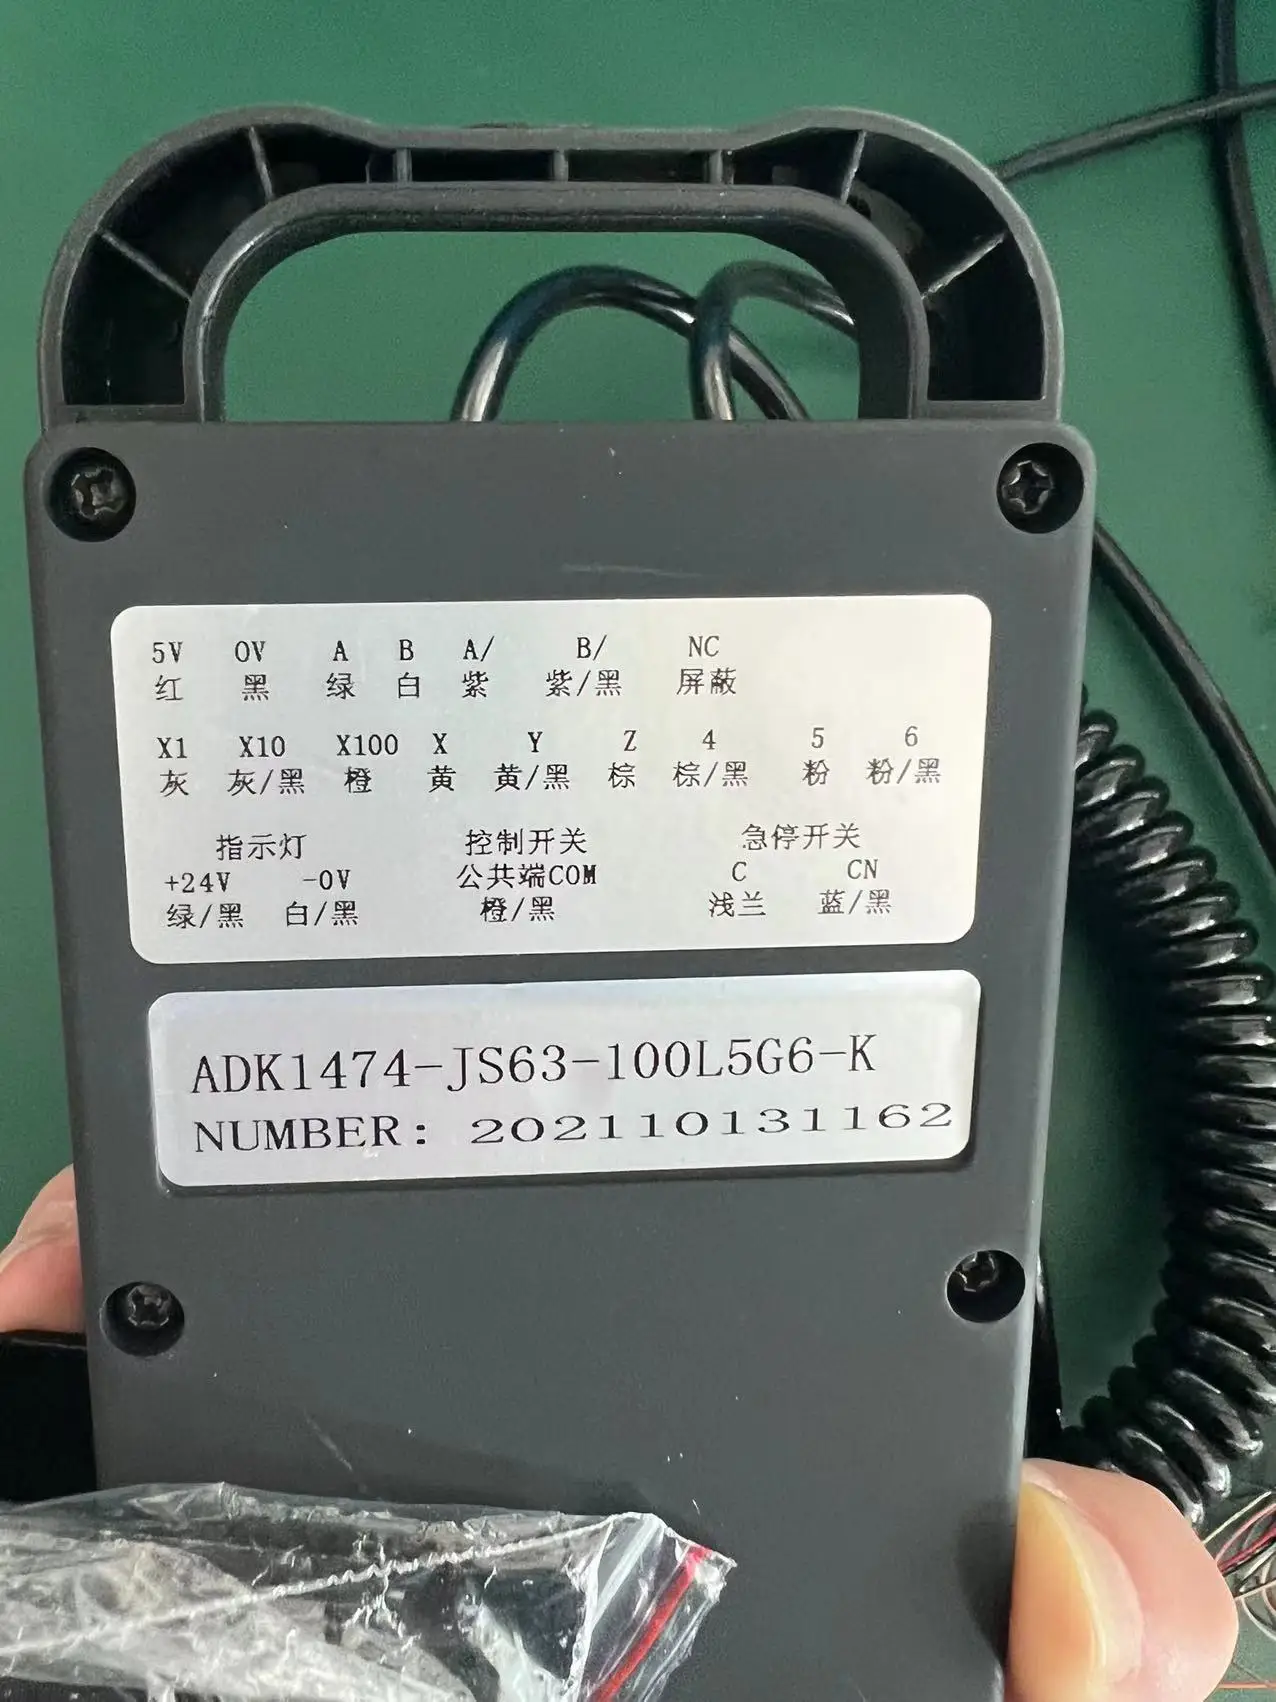 5V 0V A B A/ B/ NC
红 黑 绿 白 紫 紫/黑 屏蔽
X1 X10 X100 X Y Z 4 5 6
灰 灰/黑 橙 黄 黄/黑 棕 棕/黑 粉 粉/黑
指示灯 控制开关 急停开关
+24V -0V 公共端COM C CN
绿/黑 白/黑 橙/黑 浅兰 蓝/黑
ADK1474-JS63-100L5G6-K
NUMBER: 202110131162